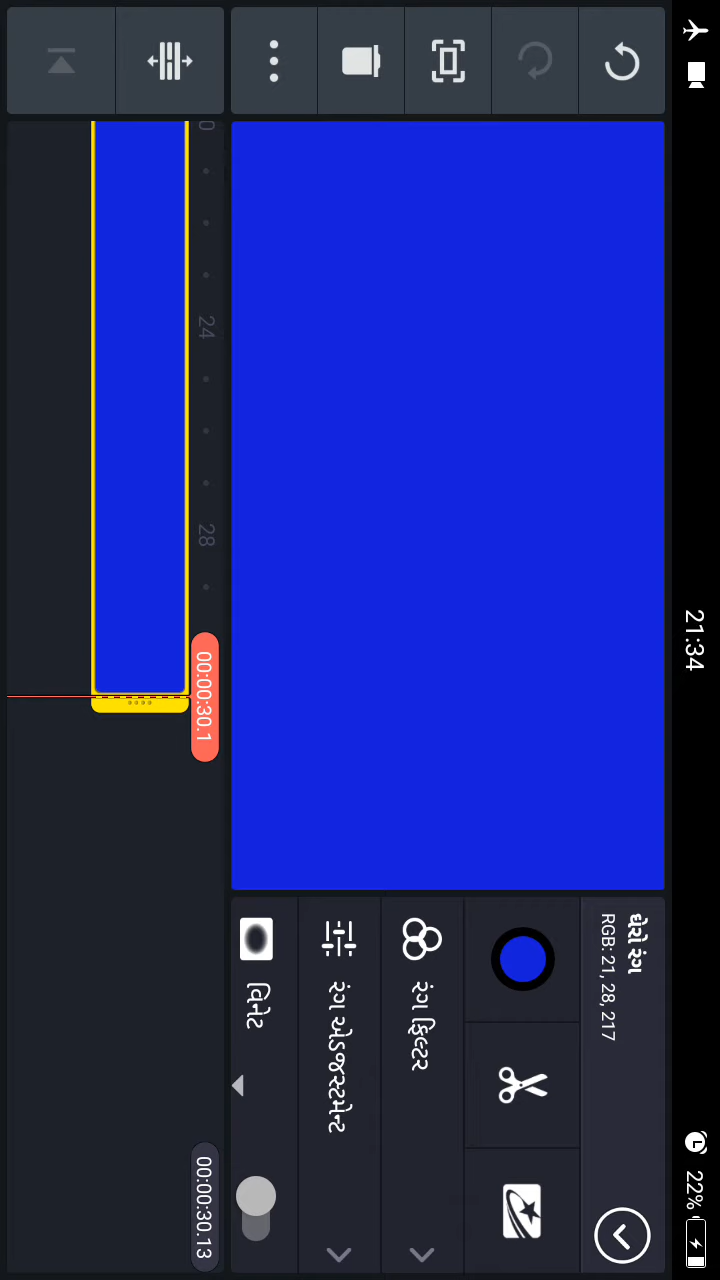 21:34
22%
ઘેરો રંગ
RGB: 21, 28, 217
રંગ ફિલ્ટર
રંગ એડજસ્ટમેન્ટ
વિનેટ
0
24
28
00:00:30.1
00:00:30.13